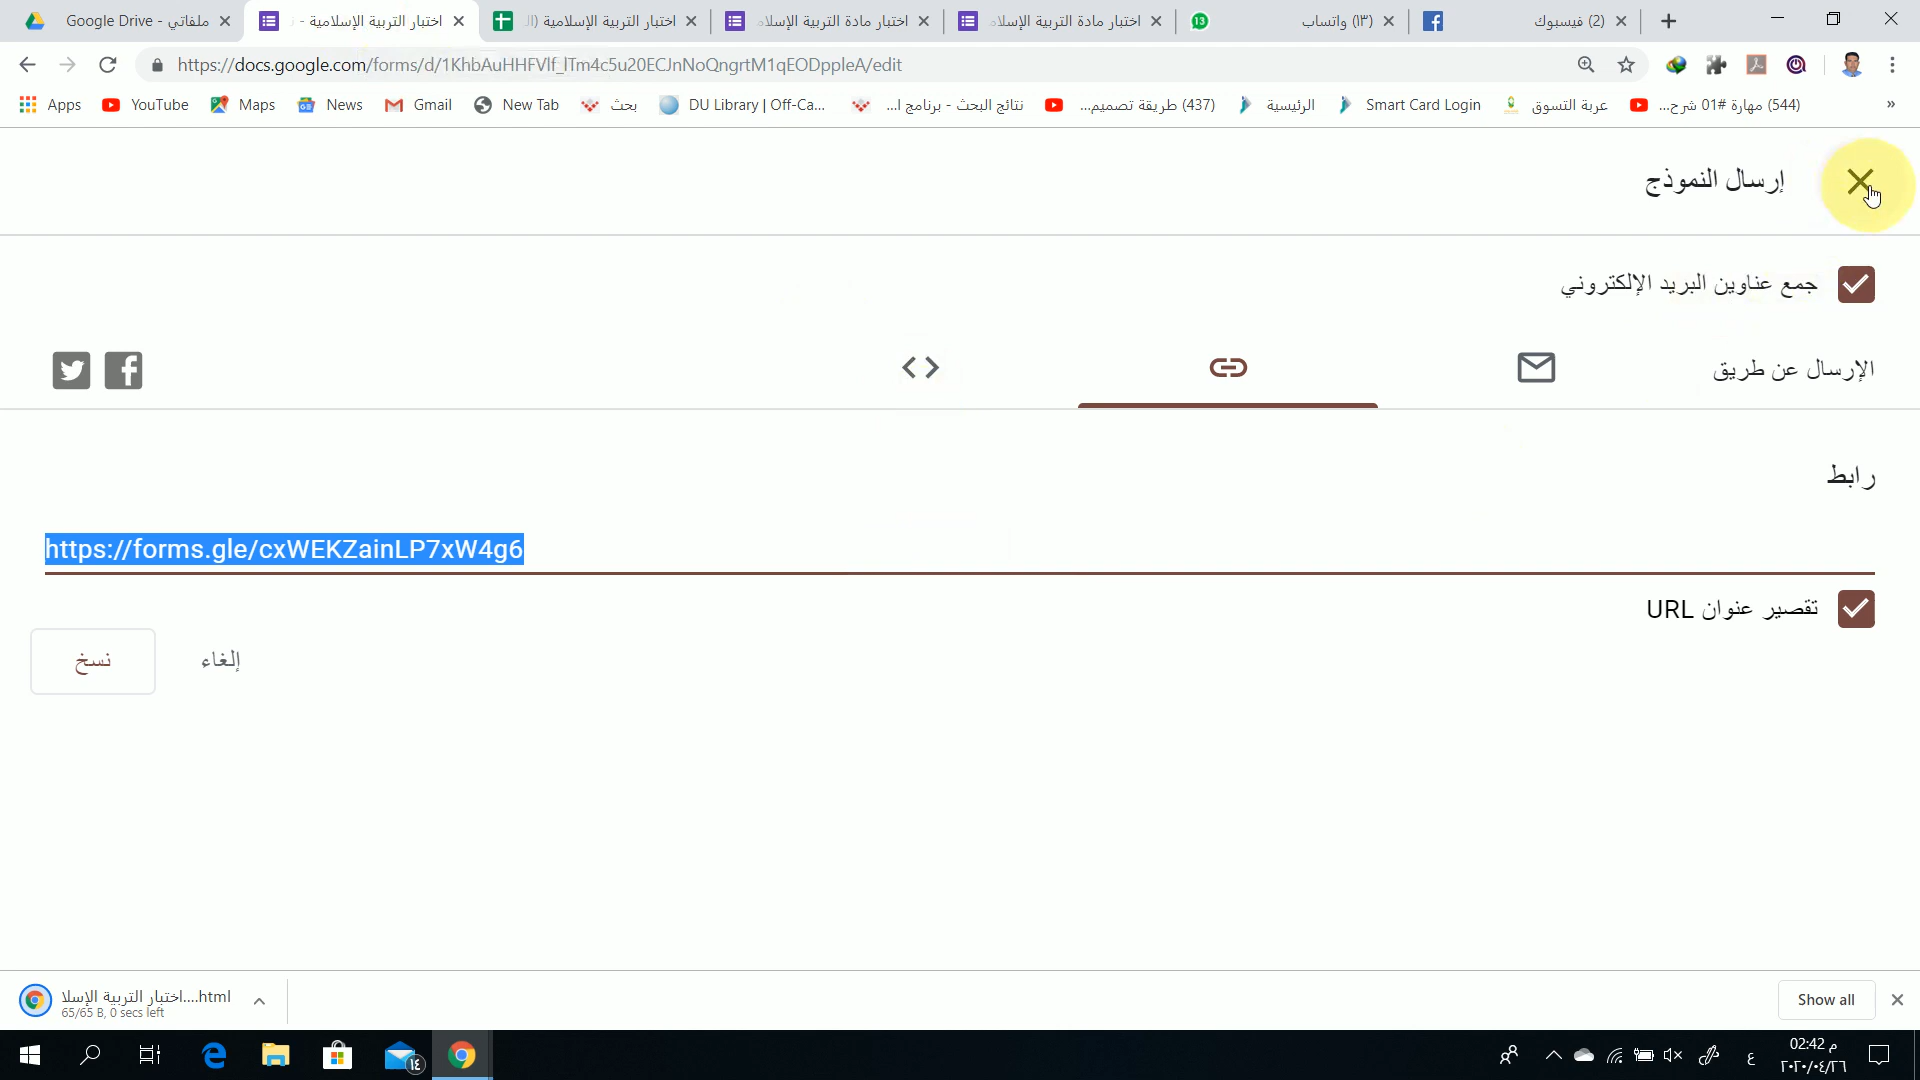 ملفاتي - Google Drive
اختبار التربية الإسلامية -
اختبار التربية الإسلامية (ال
اختبار مادة التربية الإسلا
اختبار مادة التربية الإسلا
13
(١٣) واتساب
(2) فيسبوك
https://docs.google.com/forms/d/1KhbAuHHFVlf_lTm4c5u20ECJnNoQngrtM1qEODppleA/edit
Apps
YouTube
Maps
News
Gmail
New Tab
بحث
DU Library | Off-Ca...
نتائج البحث - برنامج ا...
(437) طريقة تصميم...
الرئيسية
Smart Card Login
عربة التسوق
(544) مهارة #01 شرح...
»
إرسال النموذج
جمع عناوين البريد الإلكتروني
الإرسال عن طريق
رابط
https://forms.gle/cxWEKZainLP7xW4g6
تقصير عنوان URL
إلغاء
نسخ
اختبار التربية الإسلا....html
65/65 B, 0 secs left
Show all
١٤
ع
02:42 م
٢٠٢٠/٠٤/٢٦